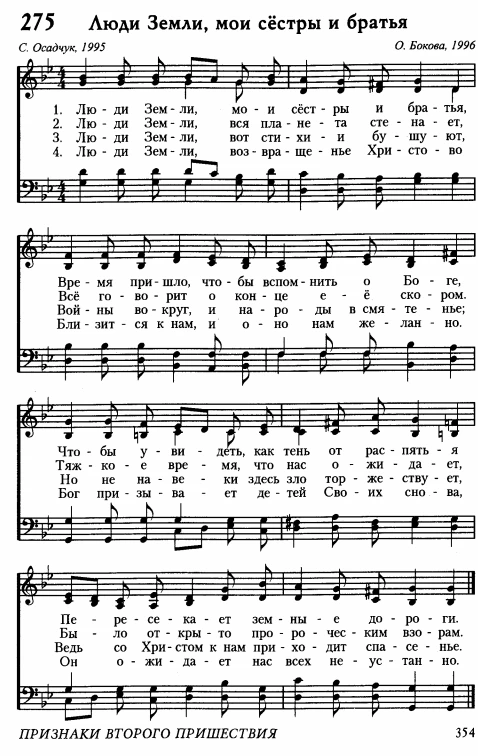 275 Люди Земли, мои сёстры и братья
С. Осадчук, 1995 О. Бокова, 1996
1. Лю - ди Зем - ли, мо - и сёст - ры и бра - тья,
2. Лю - ди Зем - ли, вся пла - не - та сте - на - ет,
3. Лю - ди Зем - ли, вот сти - хи - и бу - шу - ют,
4. Лю - ди Зем - ли, воз - вра - ще - нье Хри - сто - во
Вре - мя при - шло, что - бы вспом - нить о Бо - ге,
Всё го - во - рит о кон - це е - ё ско - ром.
Вой - ны во - круг, и на - ро - ды в смя - те - нье;
Бли - зит - ся к нам, и о - но нам же - лан - но.
Что - бы у - ви - деть, как тень от рас - пять - я
Тяж - ко - е вре - мя, что нас о - жи - да - ет,
Но не на - ве - ки здесь зло тор - же - ству - ет,
Бог при - зы - ва - ет де - тей Сво - их сно - ва,
Пе - ре - се - ка - ет зем - ны - е до - ро - ги.
Бы - ло от - кры - то про - ро - чес - ким взо - рам.
Ведь со Хри - стом к нам при - хо - дит спа - се - нье.
Он о - жи - да - ет нас всех не - ус - тан - но.
ПРИЗНАКИ ВТОРОГО ПРИШЕСТВИЯ 354